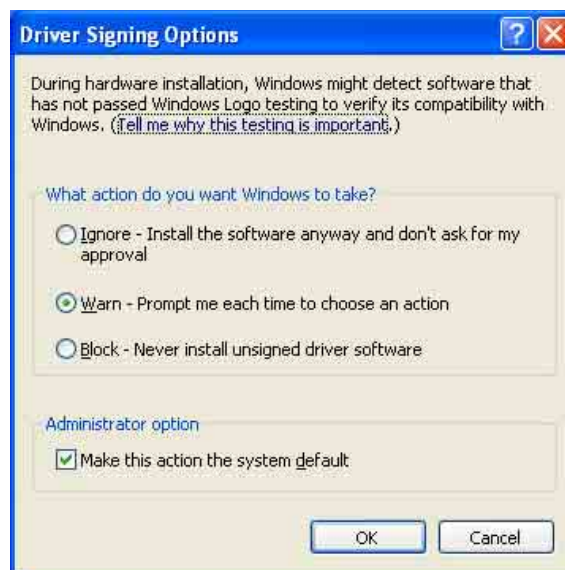 Driver Signing Options
During hardware installation, Windows might detect software that
has not passed Windows Logo testing to verify its compatibility with
Windows. (Tell me why this testing is important.)
What action do you want Windows to take?
Ignore - Install the software anyway and don't ask for my
approval
Warn - Prompt me each time to choose an action
Block - Never install unsigned driver software
Administrator option
Make this action the system default
OK Cancel